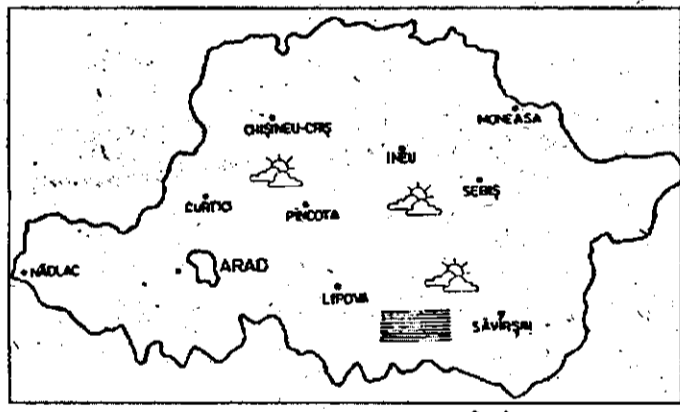 MONEASA
CHIȘINEU-CRIȘ
INEU
SEBIȘ
CURTICI
PÎNCOTA
ARAD
NĂDLAC
LIPOVA
SĂVÎRȘIN